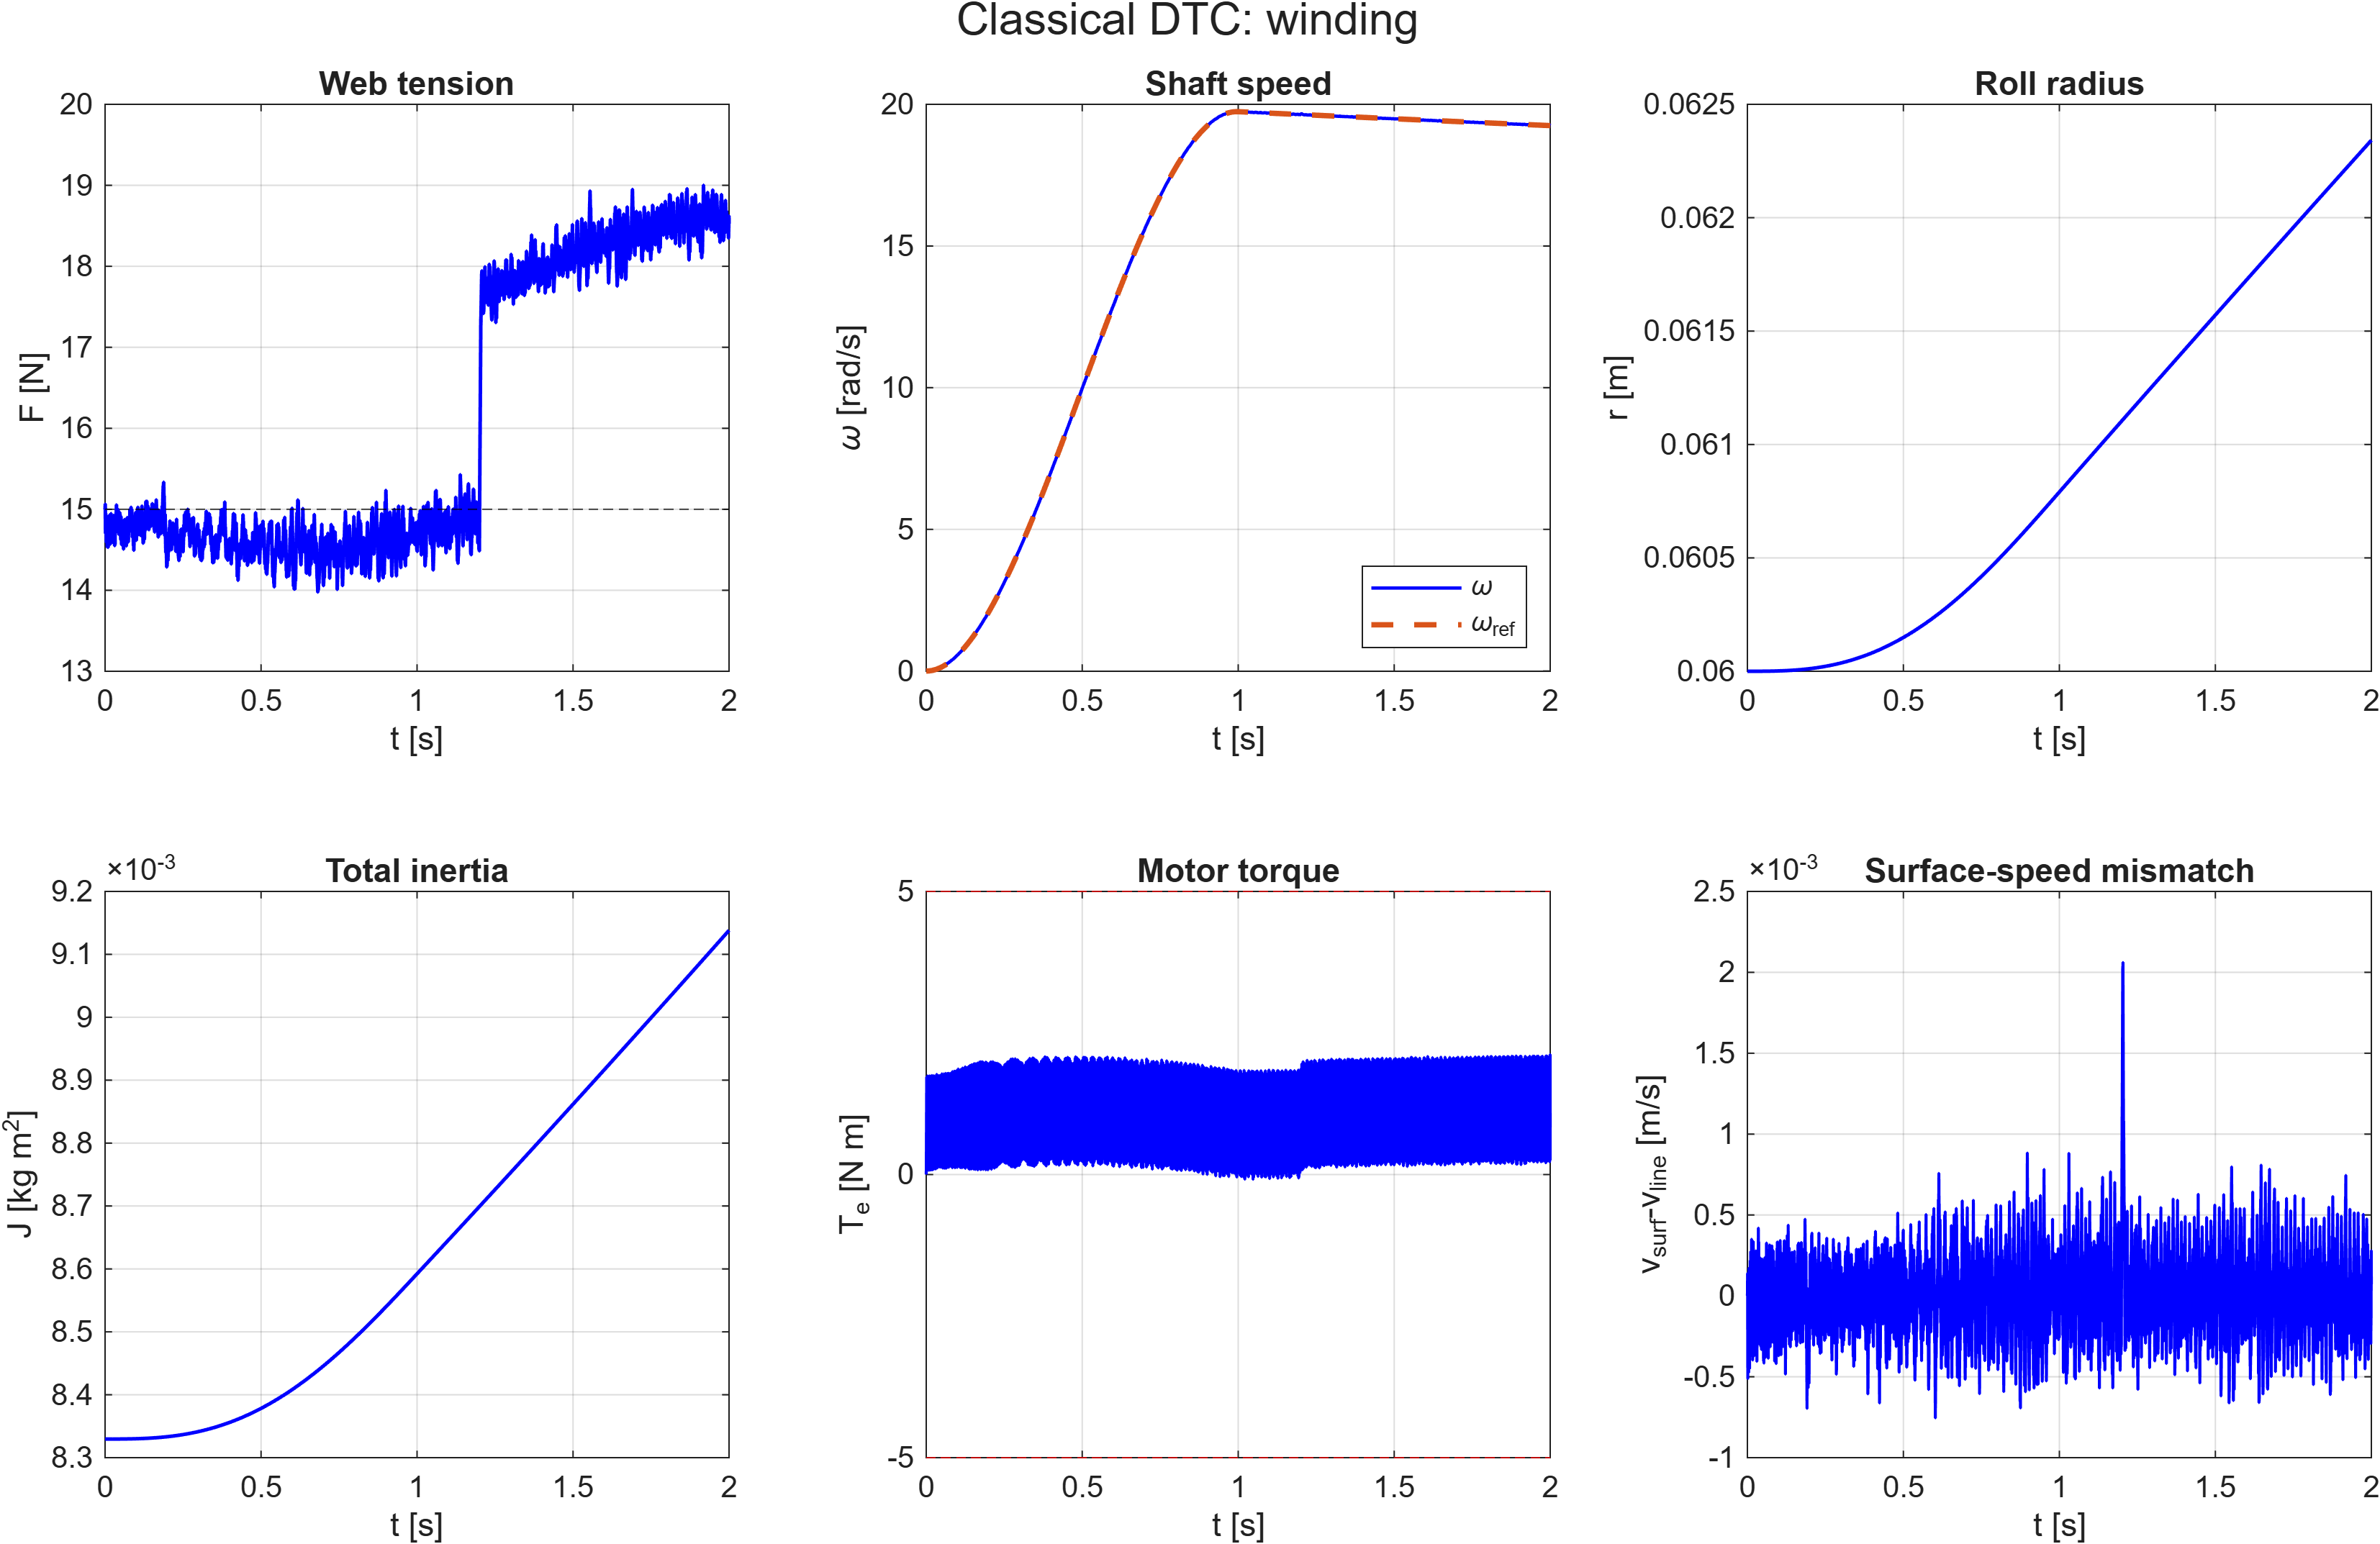 Classical DTC: winding
Web tension
20
19
18
17
16
15
14
13
F [N]
0 0.5 1 1.5 2
t [s]
Shaft speed
20
15
10
5
0
ω [rad/s]
ω
ω_ref
0 0.5 1 1.5 2
t [s]
Roll radius
0.0625
0.062
0.0615
0.061
0.0605
0.06
r [m]
0 0.5 1 1.5 2
t [s]
×10^-3
Total inertia
9.2
9.1
9
8.9
8.8
8.7
8.6
8.5
8.4
8.3
J [kg m^2]
0 0.5 1 1.5 2
t [s]
Motor torque
5
0
-5
T_e [N m]
0 0.5 1 1.5 2
t [s]
×10^-3
Surface-speed mismatch
2.5
2
1.5
1
0.5
0
-0.5
-1
v_surf-v_line [m/s]
0 0.5 1 1.5 2
t [s]